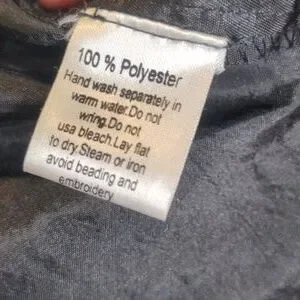 100 % Polyester
Hand wash separately in
warm water.Do not
wring.Do not
usa bleach.Lay flat
to dry.Steam or iron
avoid beading and
embroidery